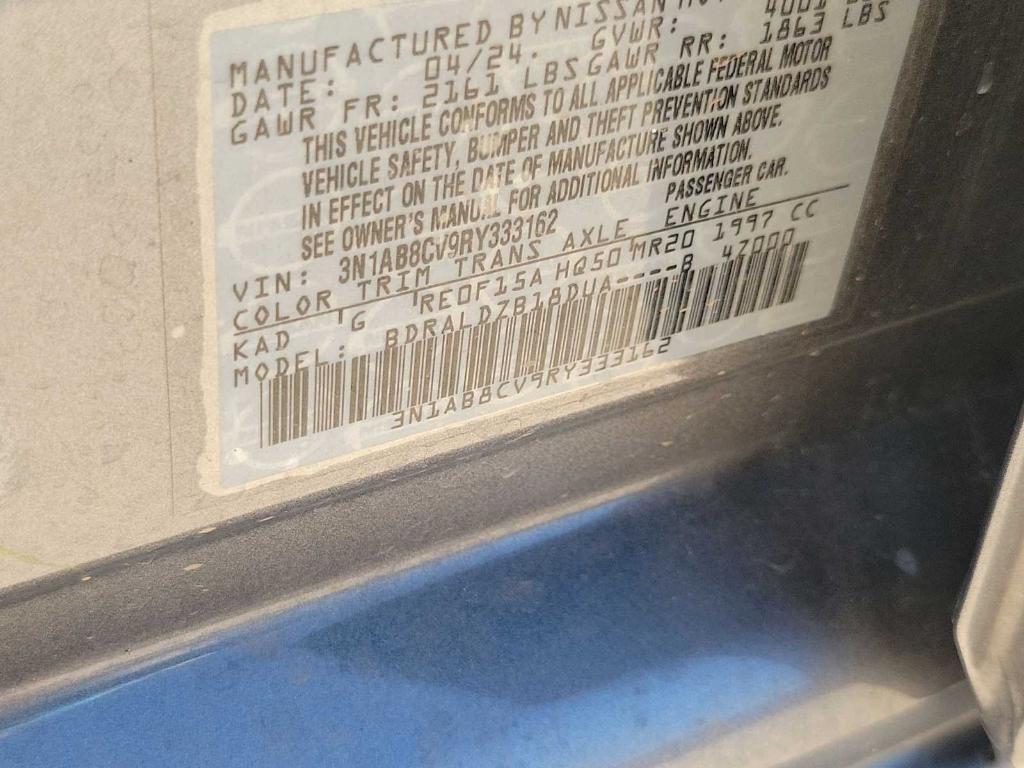 MANUFACTURED BY NISSAN
DATE: 04/24. GVWR: 4001
GAWR FR: 2161 LBS GAWR RR: 1863 LBS
THIS VEHICLE CONFORMS TO ALL APPLICABLE FEDERAL MOTOR
VEHICLE SAFETY, BUMPER AND THEFT PREVENTION STANDARDS
IN EFFECT ON THE DATE OF MANUFACTURE SHOWN ABOVE.
SEE OWNER'S MANUAL FOR ADDITIONAL INFORMATION.
VIN: 3N1AB8CV9RY333162 PASSENGER CAR.
COLOR TRIM TRANS AXLE ENGINE
KAD G RE0F15A HQ50 MR20 1997 CC
MODEL: BDRALDZB18DUA----B 47000
3N1AB8CV9RY333162